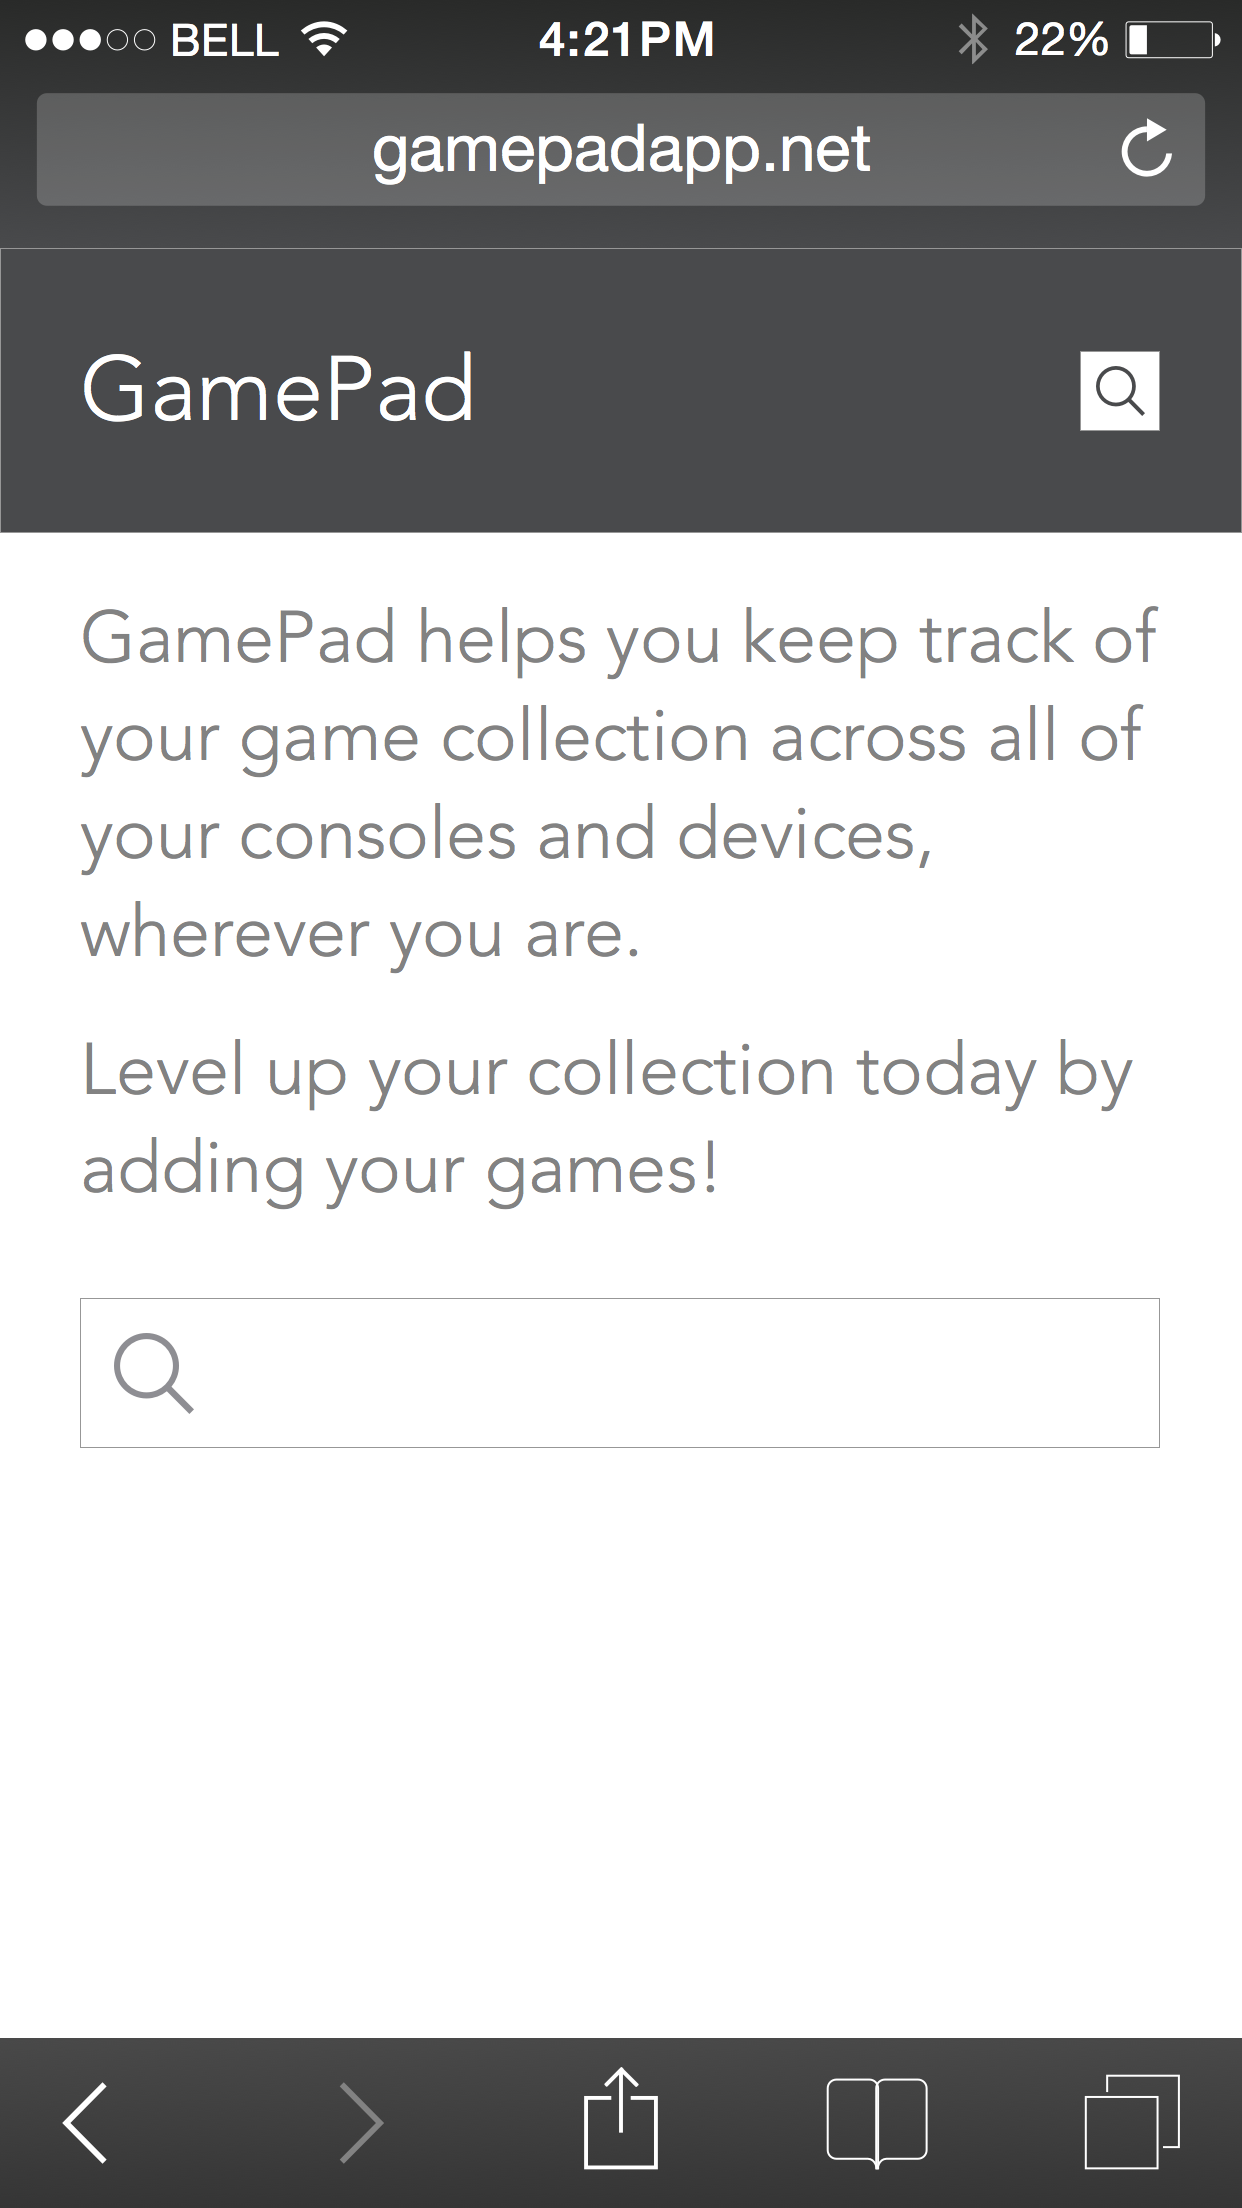 BELL 4:21PM 22%
gamepadapp.net
GamePad
GamePad helps you keep track of
your game collection across all of
your consoles and devices,
wherever you are.
Level up your collection today by
adding your games!